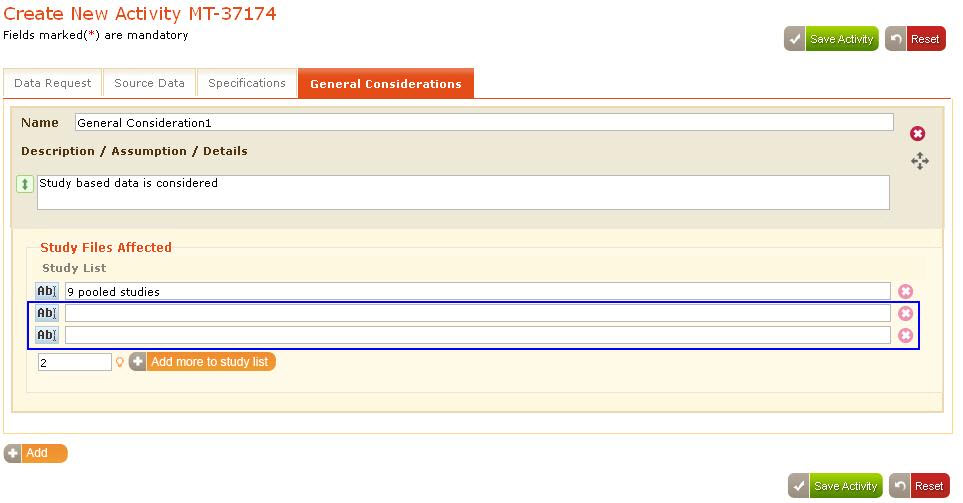 Create New Activity MT-37174
Fields marked(*) are mandatory
Save Activity Reset
Data Request Source Data Specifications General Considerations
Name General Consideration1
Description / Assumption / Details
Study based data is considered
Study Files Affected
Study List
Ab 9 pooled studies
Ab
Ab
2 Add more to study list
Add
Save Activity Reset